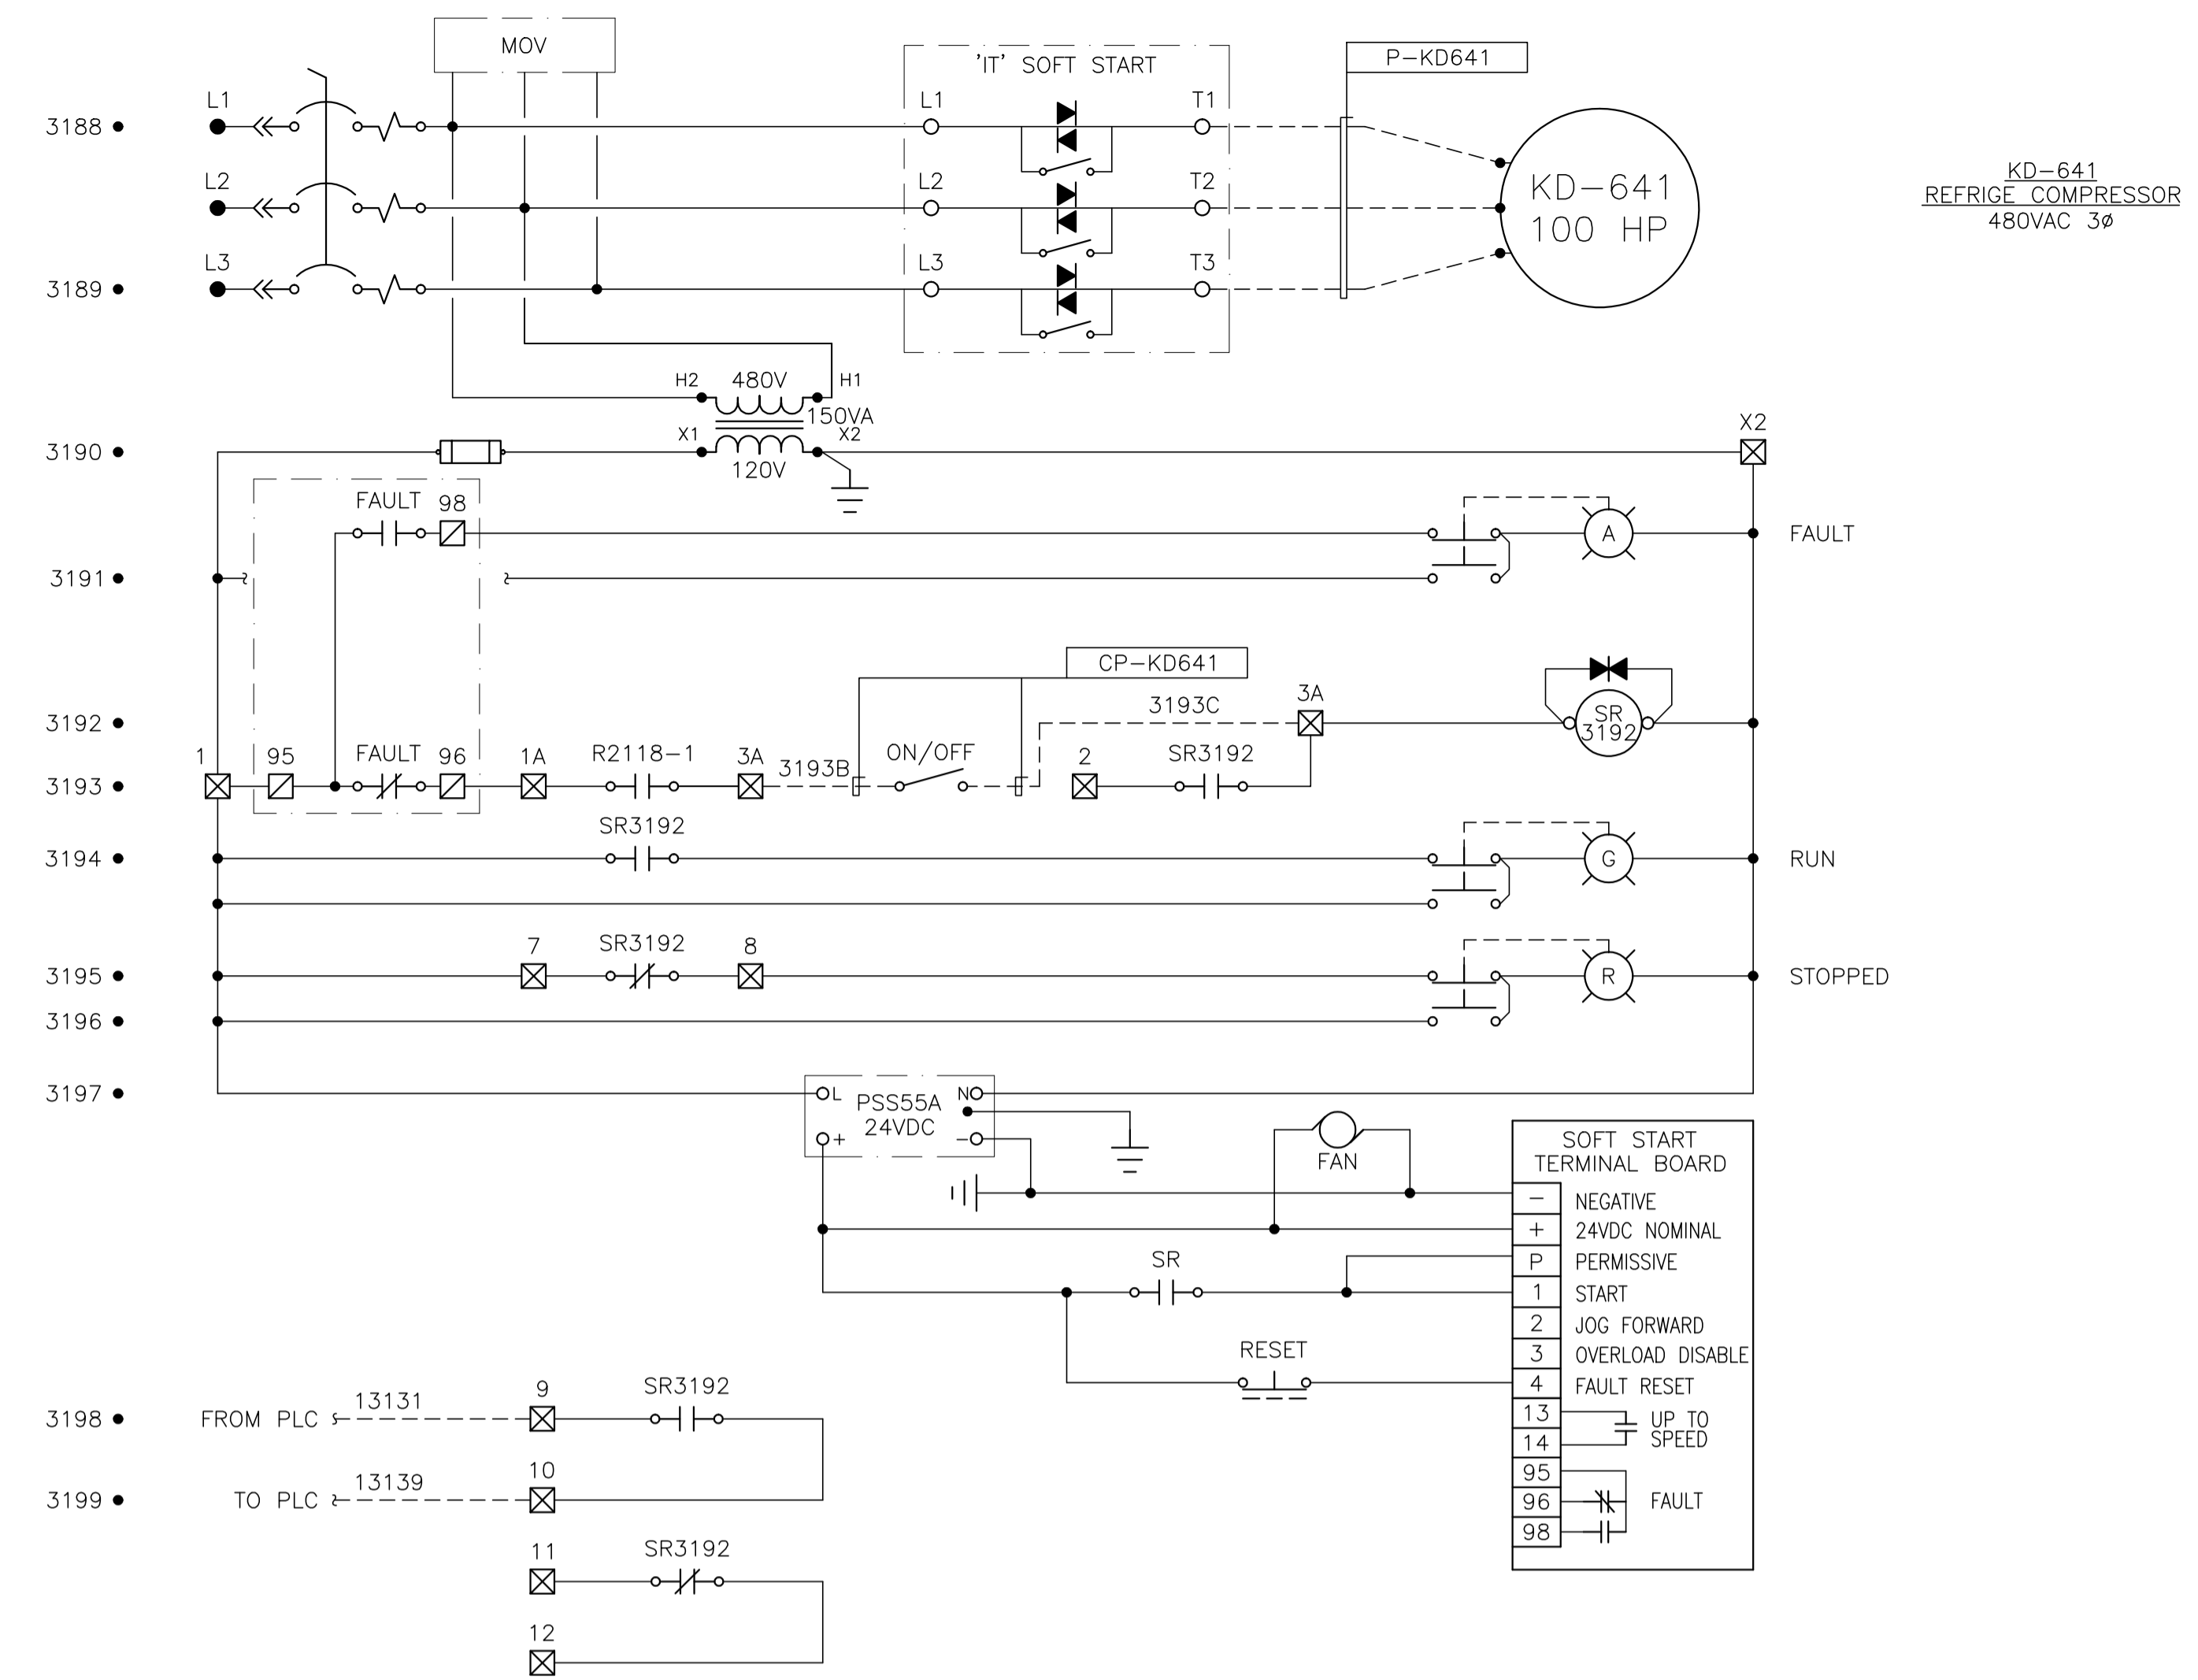 MOV
'IT' SOFT START
P-KD641
L1
L1
T1
3188
L2
L2
T2
KD-641
100 HP
KD-641
REFRIGE COMPRESSOR
480VAC 3ø
L3
L3
T3
3189
H2
480V
H1
150VA
X1
X2
120V
X2
3190
FAULT
98
A
FAULT
3191
CP-KD641
3192
3193C
3A
SR
3192
1
95
FAULT
96
1A
R2118-1
3A
3193B
ON/OFF
2
SR3192
3193
SR3192
3194
G
RUN
7
SR3192
8
3195
R
STOPPED
3196
3197
L
PSS55A
24VDC
N
+
-
FAN
SOFT START
TERMINAL BOARD
- NEGATIVE
+ 24VDC NOMINAL
P PERMISSIVE
SR
1 START
2 JOG FORWARD
RESET
3 OVERLOAD DISABLE
4 FAULT RESET
13
14
UP TO
SPEED
95
96
98
FAULT
3198
FROM PLC
13131
9
SR3192
3199
TO PLC
13139
10
11
SR3192
12